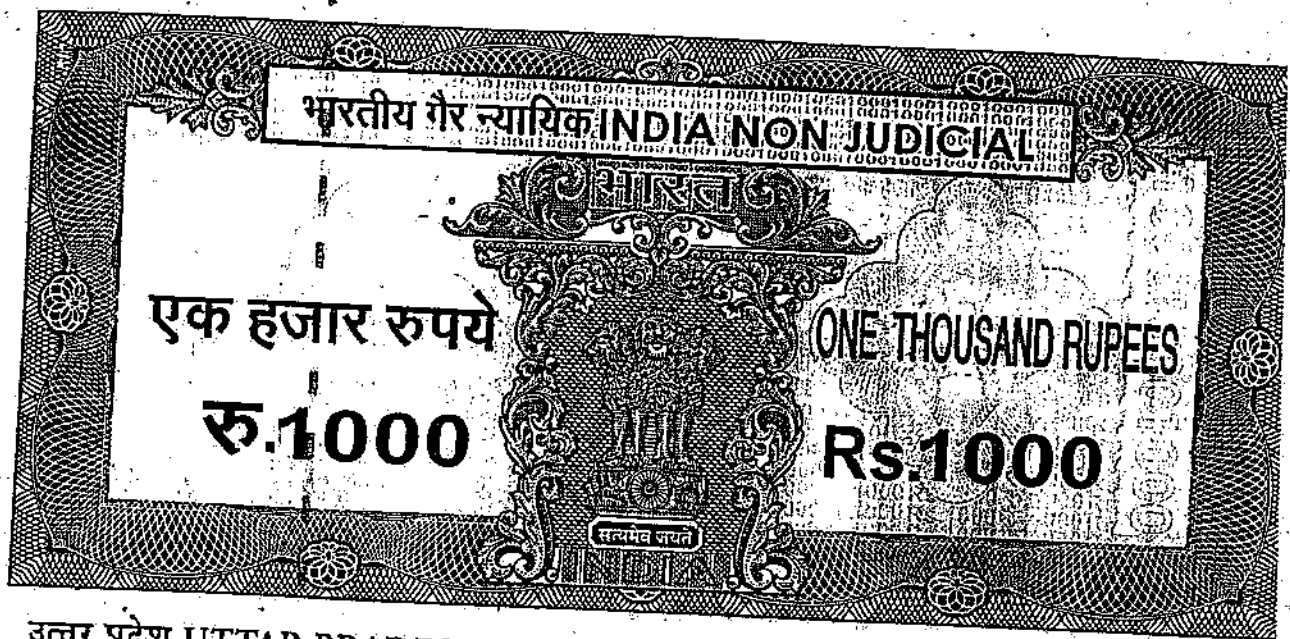 भारतीय गैर न्यायिक INDIA NON JUDICIAL
भारत
एक हजार रुपये
ONE THOUSAND RUPEES
रु.1000
Rs.1000
सत्यमेव जयते
INDIA
उत्तर प्रदेश UTTAR